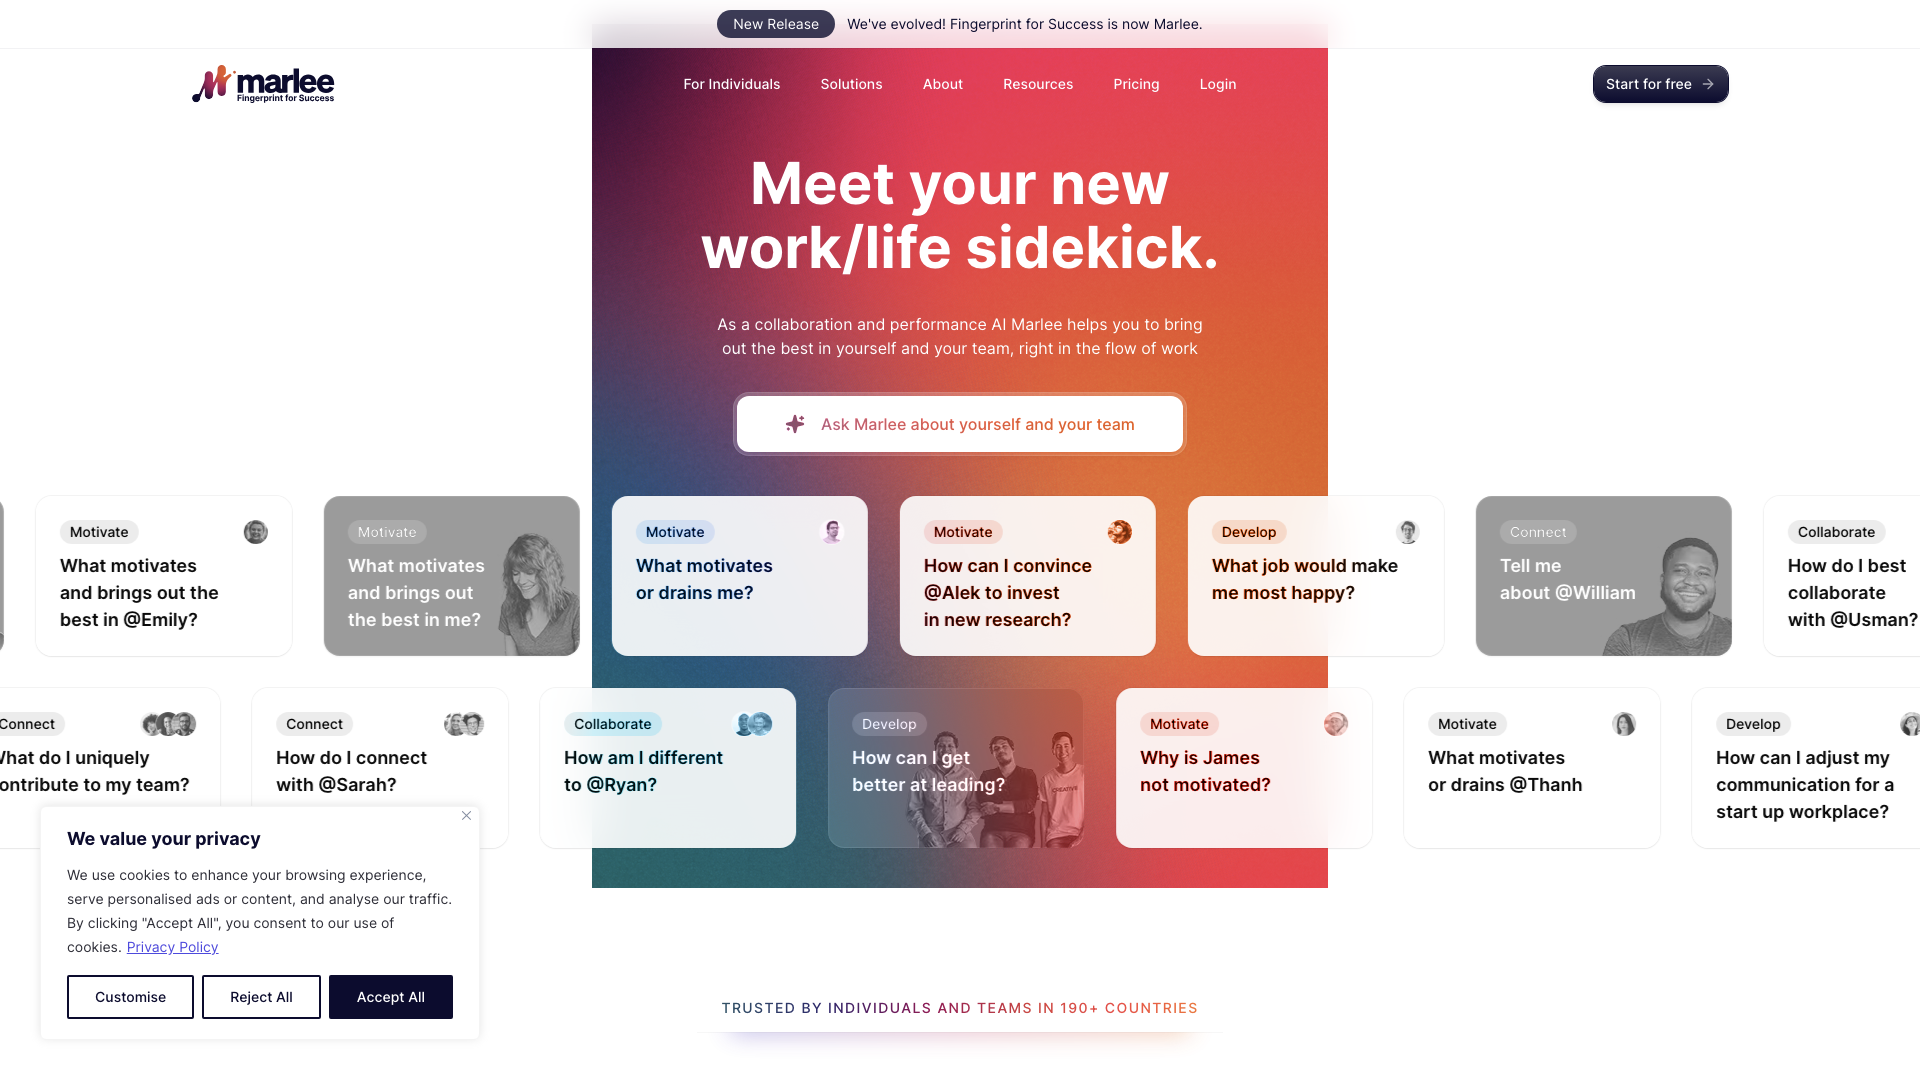 New Release
We've evolved! Fingerprint for Success is now Marlee.
marlee
Fingerprint for Success
For Individuals
Solutions
About
Resources
Pricing
Login
Start for free
Meet your new
work/life sidekick.
As a collaboration and performance AI Marlee helps you to bring
out the best in yourself and your team, right in the flow of work
Ask Marlee about yourself and your team
Motivate
What motivates
and brings out the
best in @Emily?
Motivate
What motivates
and brings out
the best in me?
Motivate
What motivates
or drains me?
Motivate
How can I convince
@Alek to invest
in new research?
Develop
What job would make
me most happy?
Connect
Tell me
about @William
Collaborate
How do I best
collaborate
with @Usman?
Connect
What do I uniquely
contribute to my team?
Connect
How do I connect
with @Sarah?
Collaborate
How am I different
to @Ryan?
Develop
How can I get
better at leading?
CREATIVE
Motivate
Why is James
not motivated?
Motivate
What motivates
or drains @Thanh
Develop
How can I adjust my
communication for a
start up workplace?
We value your privacy
We use cookies to enhance your browsing experience,
serve personalised ads or content, and analyse our traffic.
By clicking "Accept All", you consent to our use of
cookies. Privacy Policy
Customise
Reject All
Accept All
TRUSTED BY INDIVIDUALS AND TEAMS IN 190+ COUNTRIES